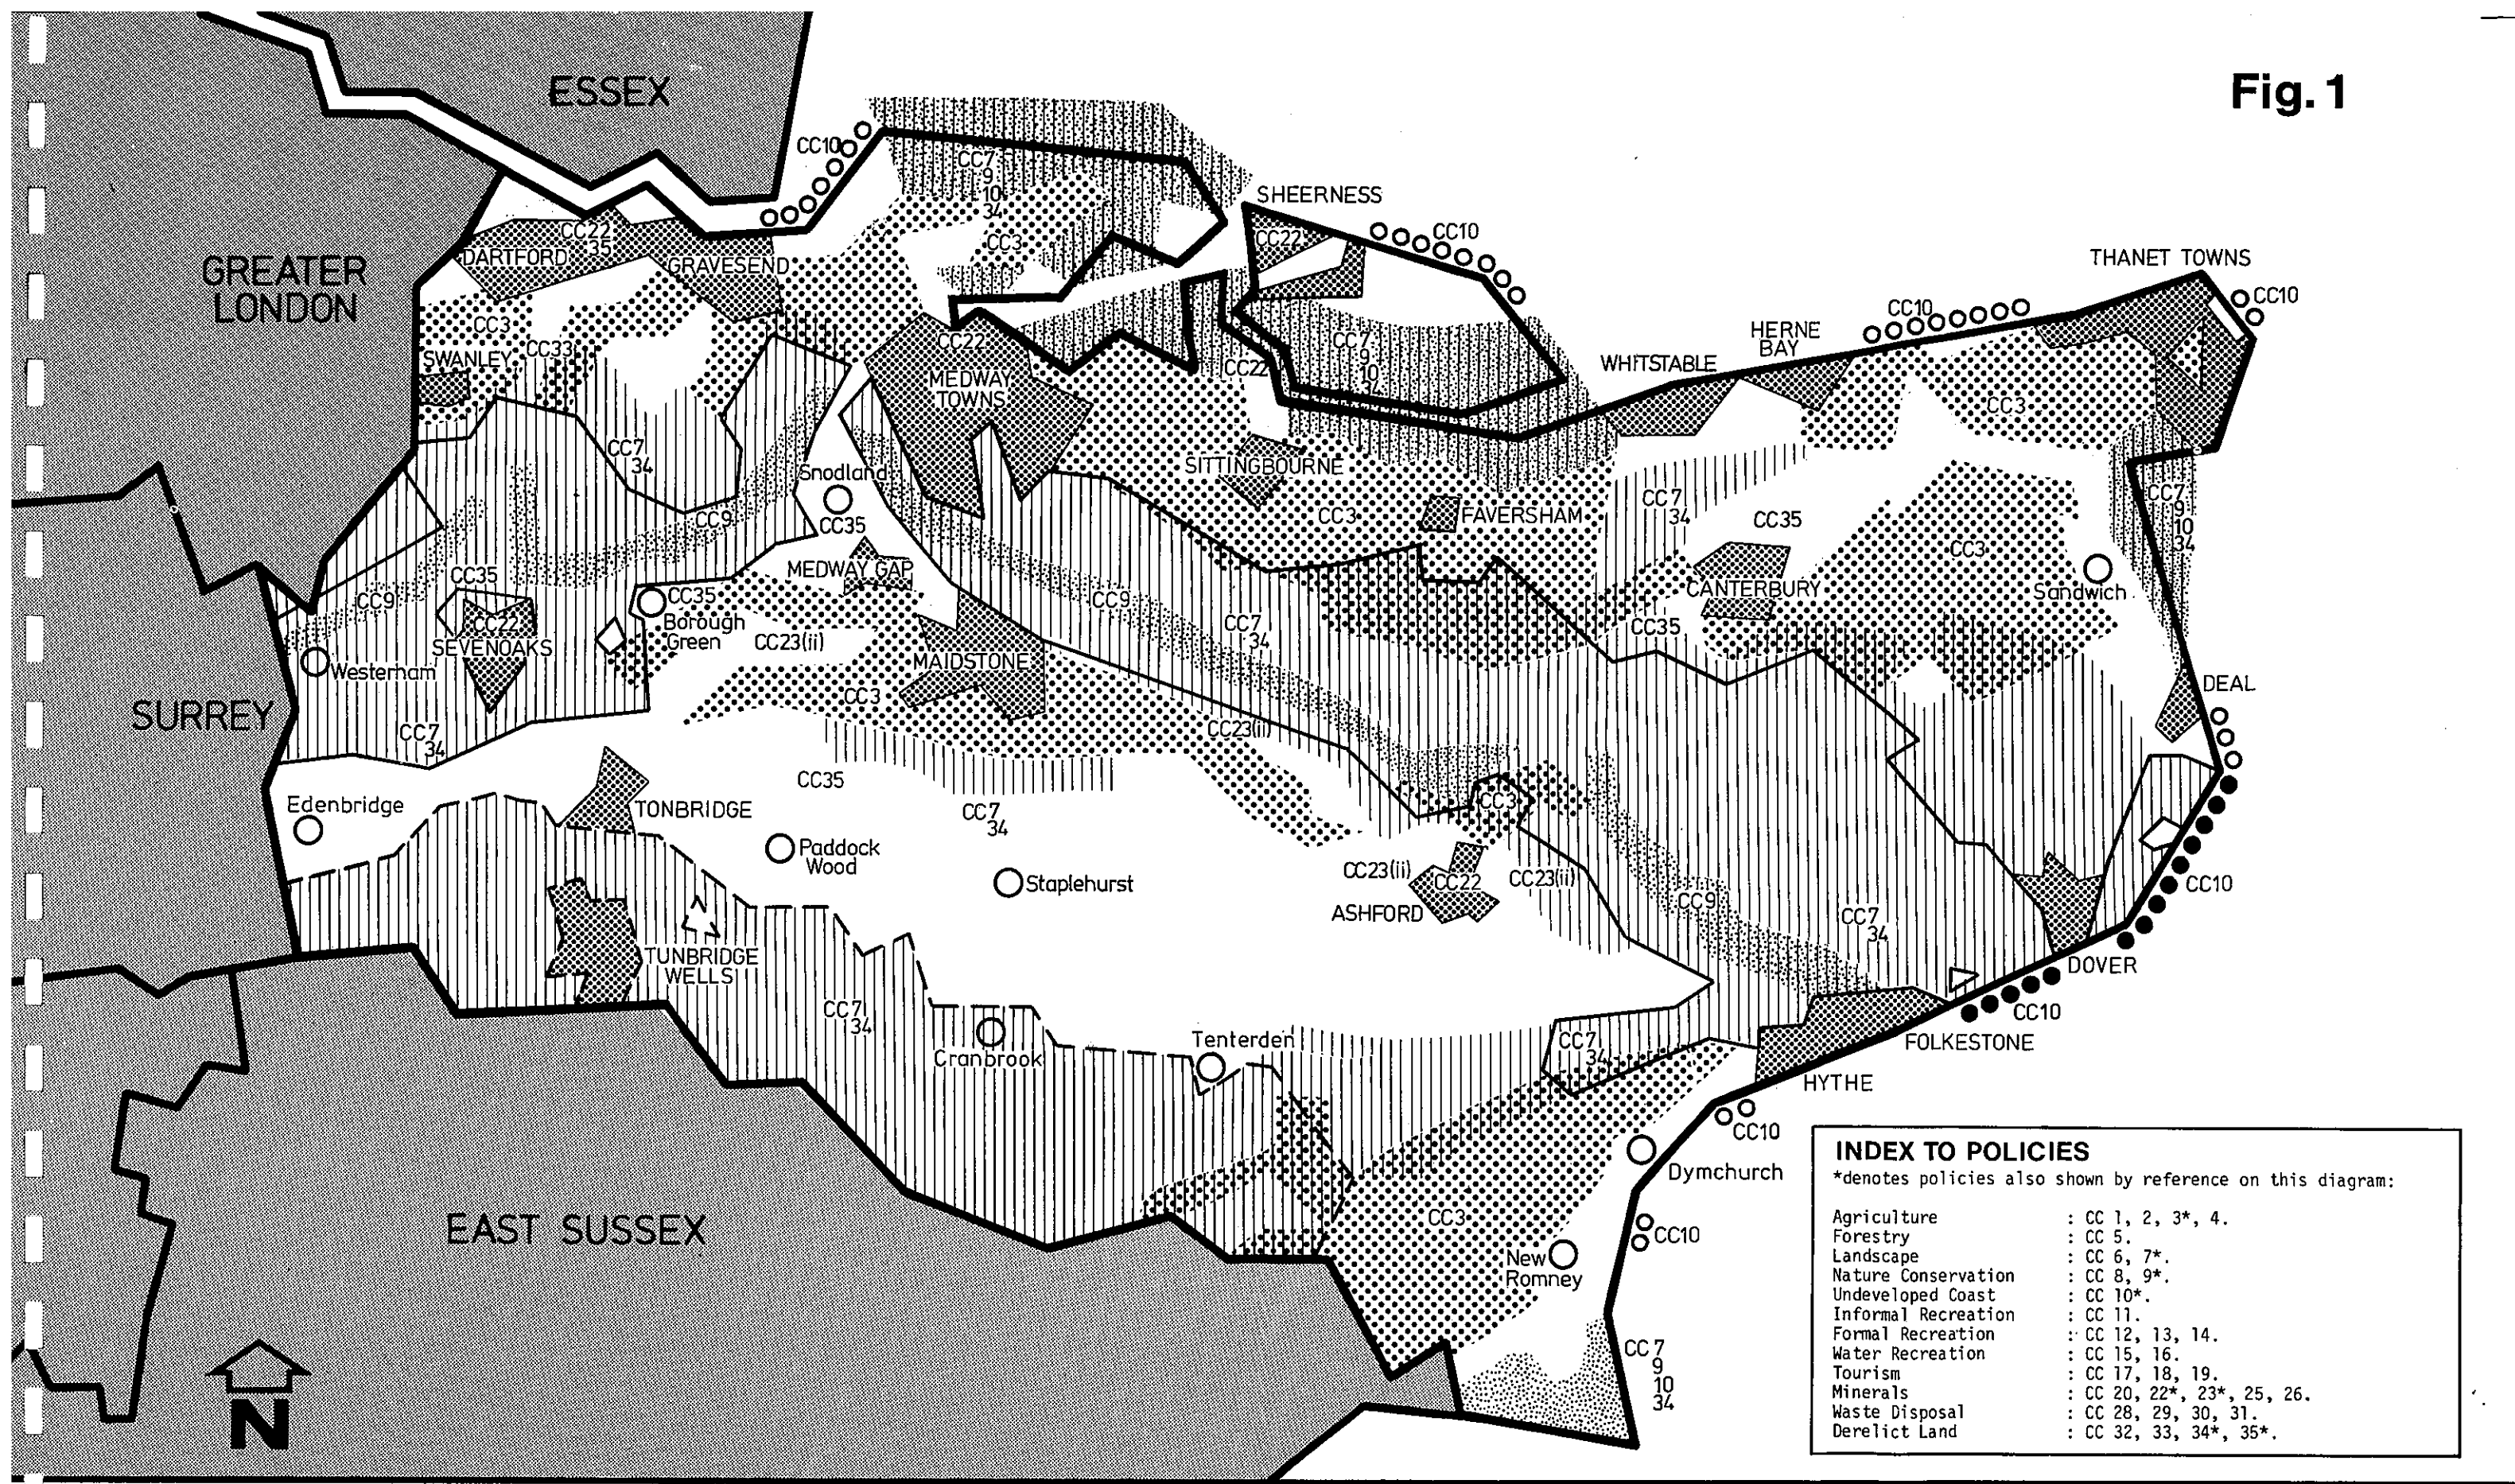 Fig. 1
ESSEX
CC10
CC7
9
10
34
SHEERNESS
CC22
CC10
CC3
CC22
35
DARTFORD
GRAVESEND
GREATER
LONDON
THANET TOWNS
CC10
CC10
HERNE
BAY
WHITSTABLE
CC3
SWANLEY
CC33
CC22
MEDWAY
TOWNS
CC22
CC7
9
10
34
CC3
CC7
34
Snodland
CC35
CC9
SITTINGBOURNE
CC3
FAVERSHAM
CC7
34
CC35
CC7
9
10
34
CC3
MEDWAY GAP
CC35
CC9
CC35
Borough
Green
CC22
SEVENOAKS
CC23(ii)
CC9
CC7
34
CANTERBURY
CC35
Sandwich
Westerham
MAIDSTONE
CC3
DEAL
SURREY
CC7
34
CC23(ii)
CC35
CC3
Edenbridge
TONBRIDGE
CC7
34
Paddock
Wood
Staplehurst
CC23(ii)
CC22
CC23(ii)
ASHFORD
CC9
CC7
34
CC10
TUNBRIDGE
WELLS
DOVER
CC7
34
CC10
Cranbrook
Tenterden
CC7
34
FOLKESTONE
HYTHE
CC10
Dymchurch
EAST SUSSEX
CC3
CC10
New
Romney
CC7
9
10
34
N
INDEX TO POLICIES
*denotes policies also shown by reference on this diagram:
Agriculture : CC 1, 2, 3*, 4.
Forestry : CC 5.
Landscape : CC 6, 7*.
Nature Conservation : CC 8, 9*.
Undeveloped Coast : CC 10*.
Informal Recreation : CC 11.
Formal Recreation : CC 12, 13, 14.
Water Recreation : CC 15, 16.
Tourism : CC 17, 18, 19.
Minerals : CC 20, 22*, 23*, 25, 26.
Waste Disposal : CC 28, 29, 30, 31.
Derelict Land : CC 32, 33, 34*, 35*.